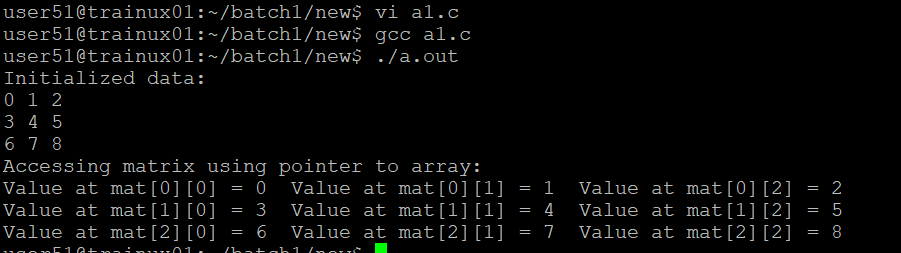 user51@trainux01:~/batch1/new$ vi a1.c
user51@trainux01:~/batch1/new$ gcc a1.c
user51@trainux01:~/batch1/new$ ./a.out
Initialized data:
0 1 2
3 4 5
6 7 8
Accessing matrix using pointer to array:
Value at mat[0][0] = 0  Value at mat[0][1] = 1  Value at mat[0][2] = 2
Value at mat[1][0] = 3  Value at mat[1][1] = 4  Value at mat[1][2] = 5
Value at mat[2][0] = 6  Value at mat[2][1] = 7  Value at mat[2][2] = 8
user51@trainux01:~/batch1/new$